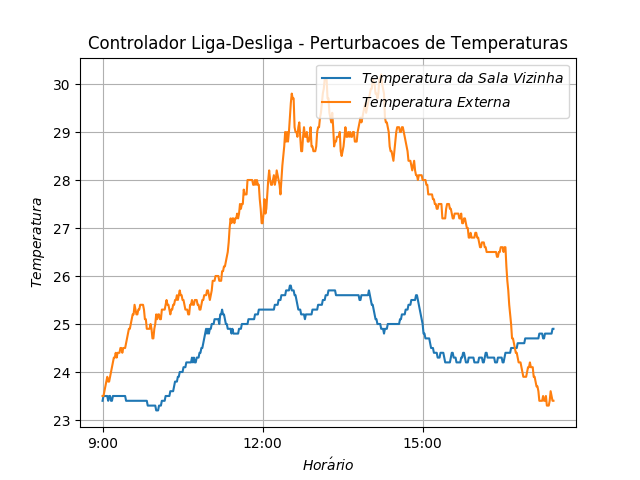 Controlador Liga-Desliga - Perturbacoes de Temperaturas
Temperatura da Sala Vizinha
Temperatura Externa
30
29
28
27
26
25
24
23
Temperatura
9:00 12:00 15:00
Horário